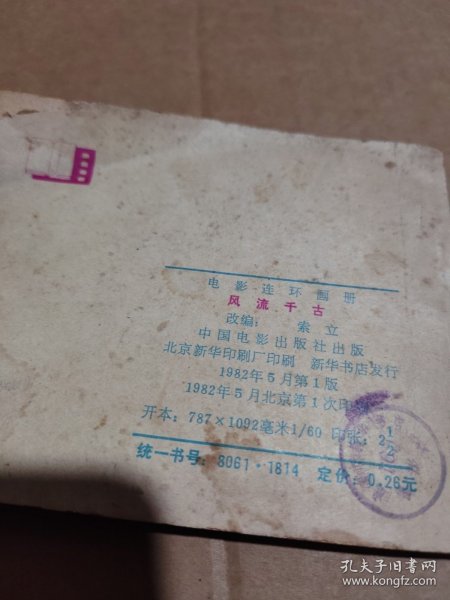 电影连环画册
风流千古
改编：索立
中国电影出版社出版
北京新华印刷厂印刷 新华书店发行
1982年5月第1版
1982年5月北京第1次印
开本：787×1092毫米1/60 印张：2 1/2
统一书号：8061·1814 定价：0.26元
孔夫子旧书网
www.kongfz.com